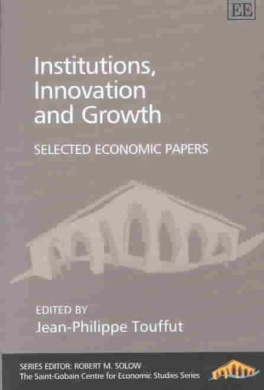 EE
Institutions,
Innovation
and Growth
SELECTED ECONOMIC PAPERS
EDITED BY
Jean-Philippe Touffut
SERIES EDITOR: ROBERT M. SOLOW
The Saint-Gobain Centre for Economic Studies Series